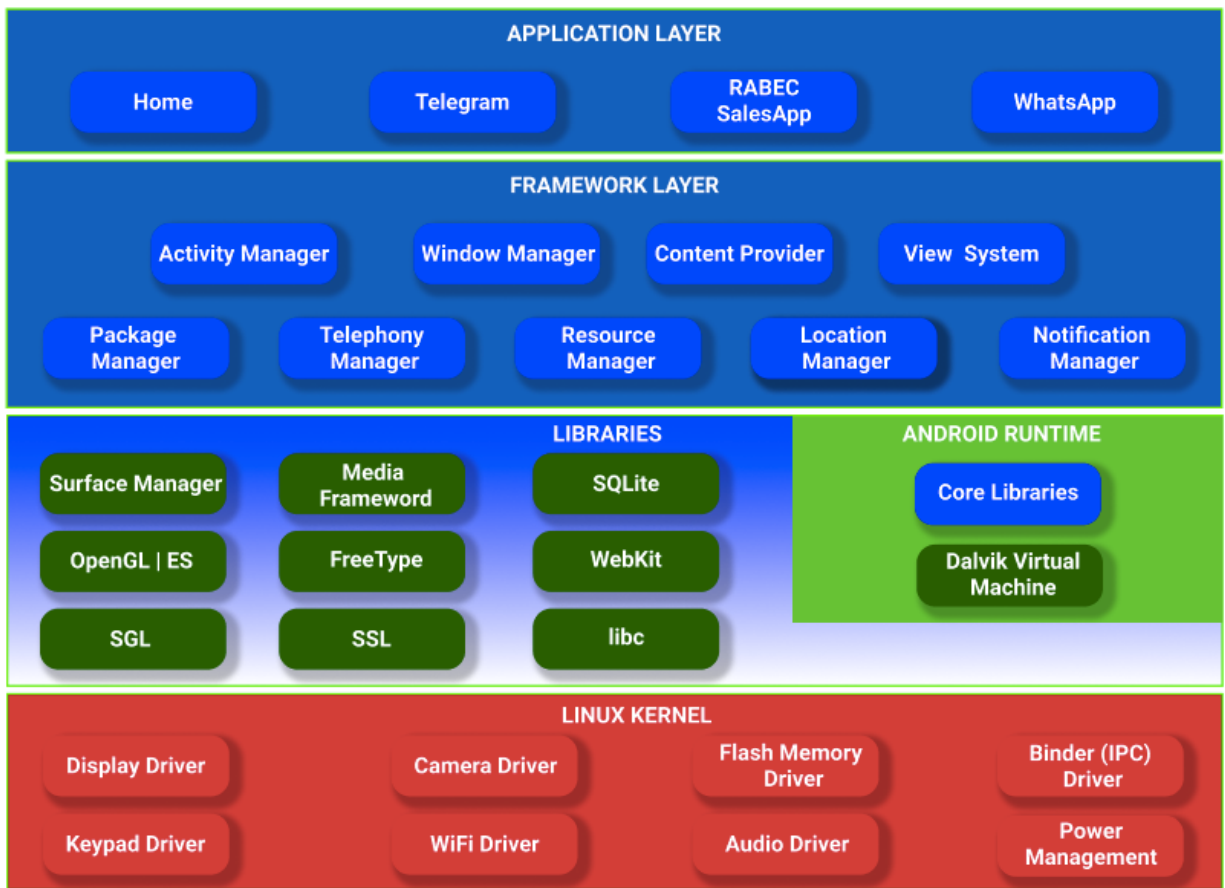 APPLICATION LAYER
Home
Telegram
RABEC
SalesApp
WhatsApp
FRAMEWORK LAYER
Activity Manager
Window Manager
Content Provider
View System
Package
Manager
Telephony
Manager
Resource
Manager
Location
Manager
Notification
Manager
LIBRARIES
Surface Manager
Media
Frameword
SQLite
OpenGL | ES
FreeType
WebKit
SGL
SSL
libc
ANDROID RUNTIME
Core Libraries
Dalvik Virtual
Machine
LINUX KERNEL
Display Driver
Camera Driver
Flash Memory
Driver
Binder (IPC)
Driver
Keypad Driver
WiFi Driver
Audio Driver
Power
Management